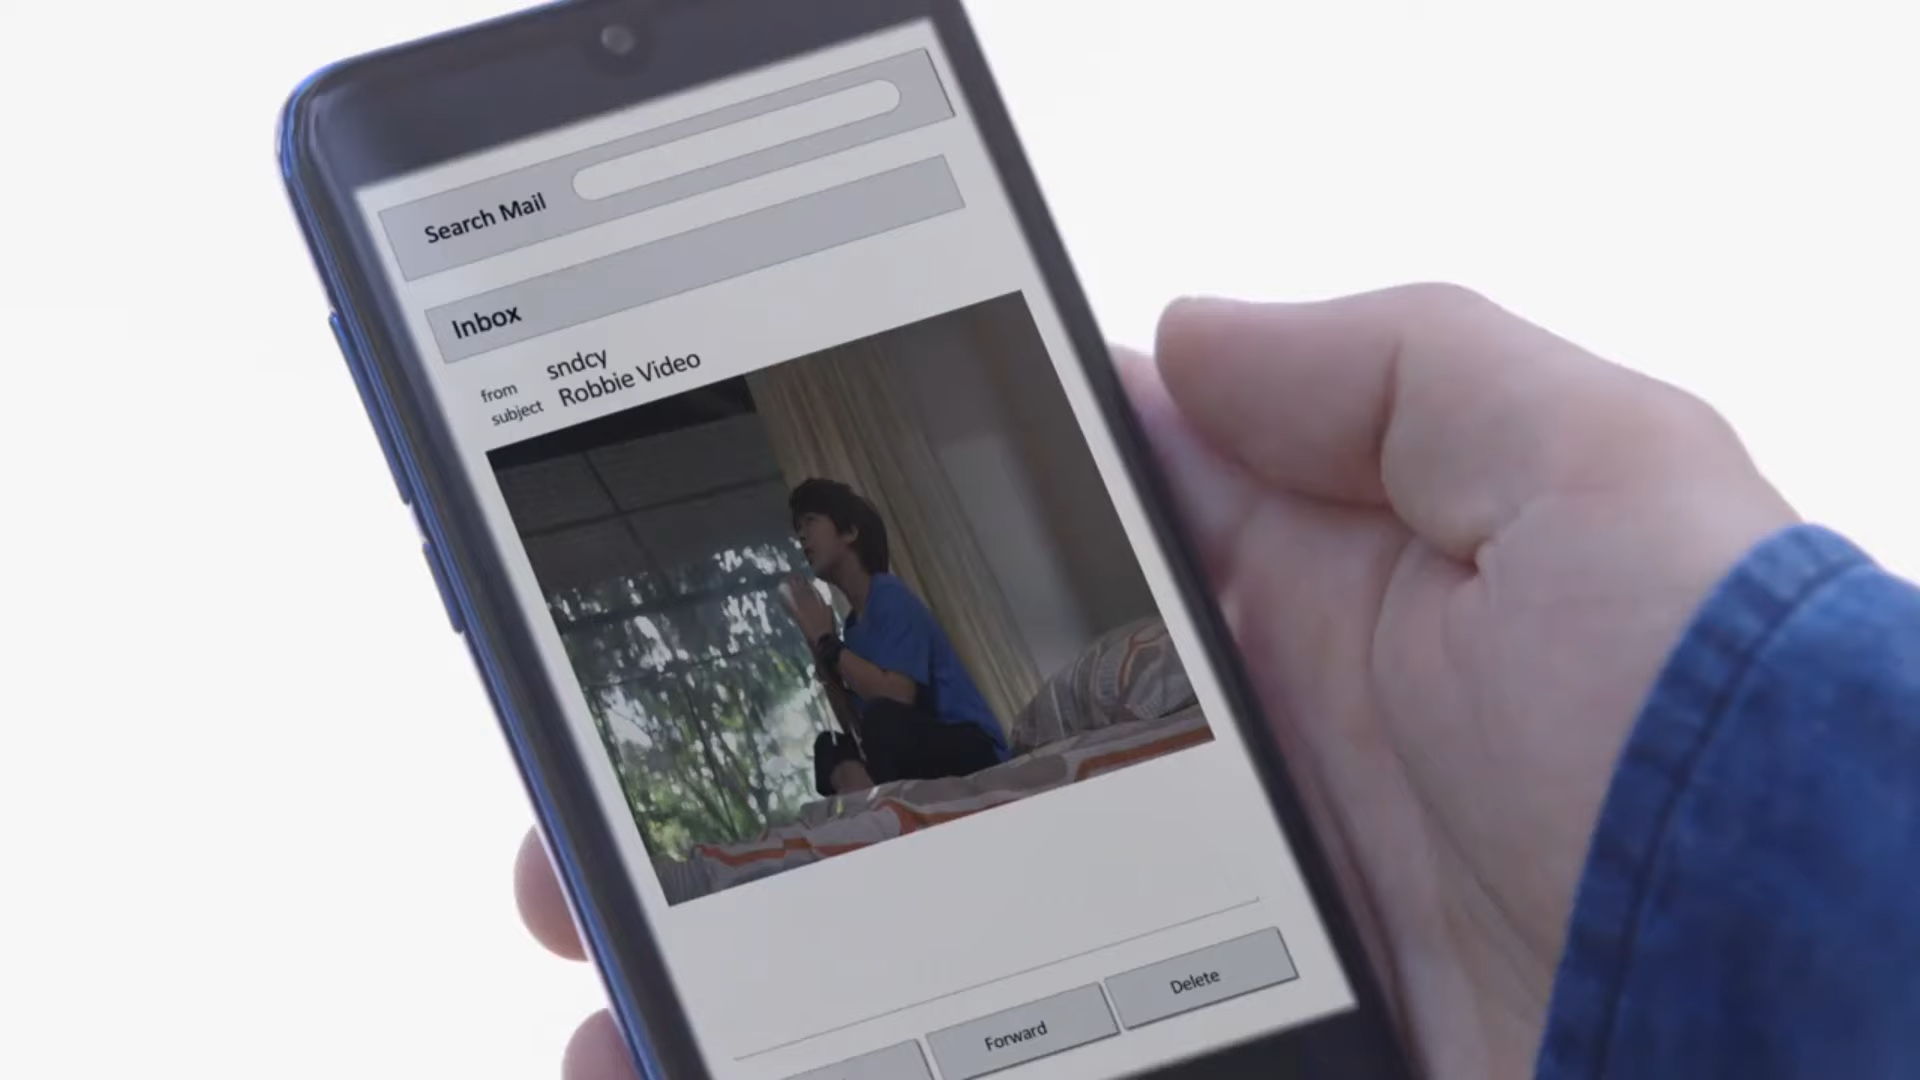 Search Mail
Inbox
from sndcy
subject Robbie Video
Forward
Delete